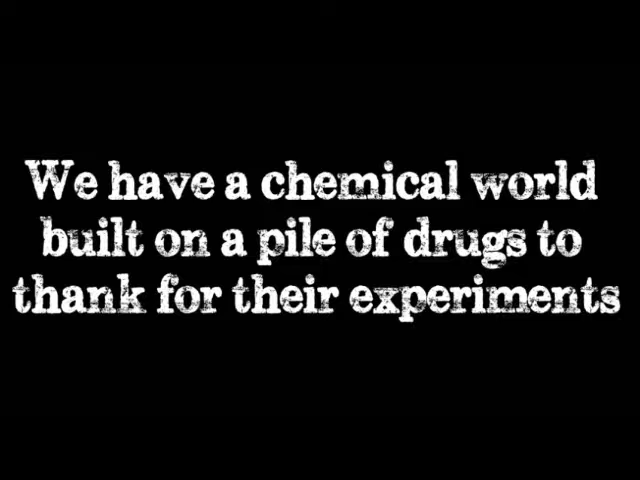 We have a chemical world
built on a pile of drugs to
thank for their experiments